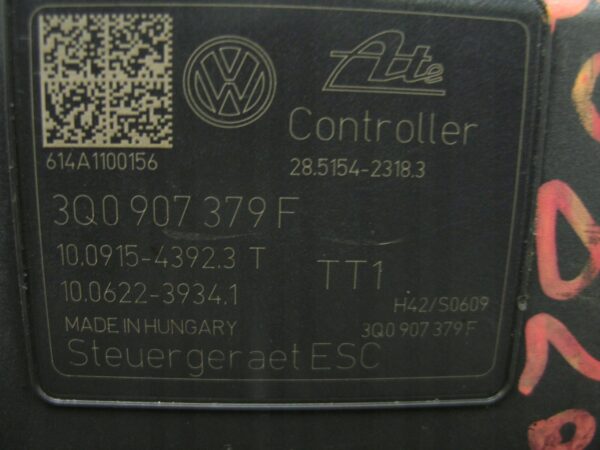 Ate
Controller
614A1100156
28.5154-2318.3
3Q0 907 379 F
10.0915-4392.3 T
TT1
10.0622-3934.1
H42/S0609
MADE IN HUNGARY
3Q0 907 379 F
Steuergeraet ESC